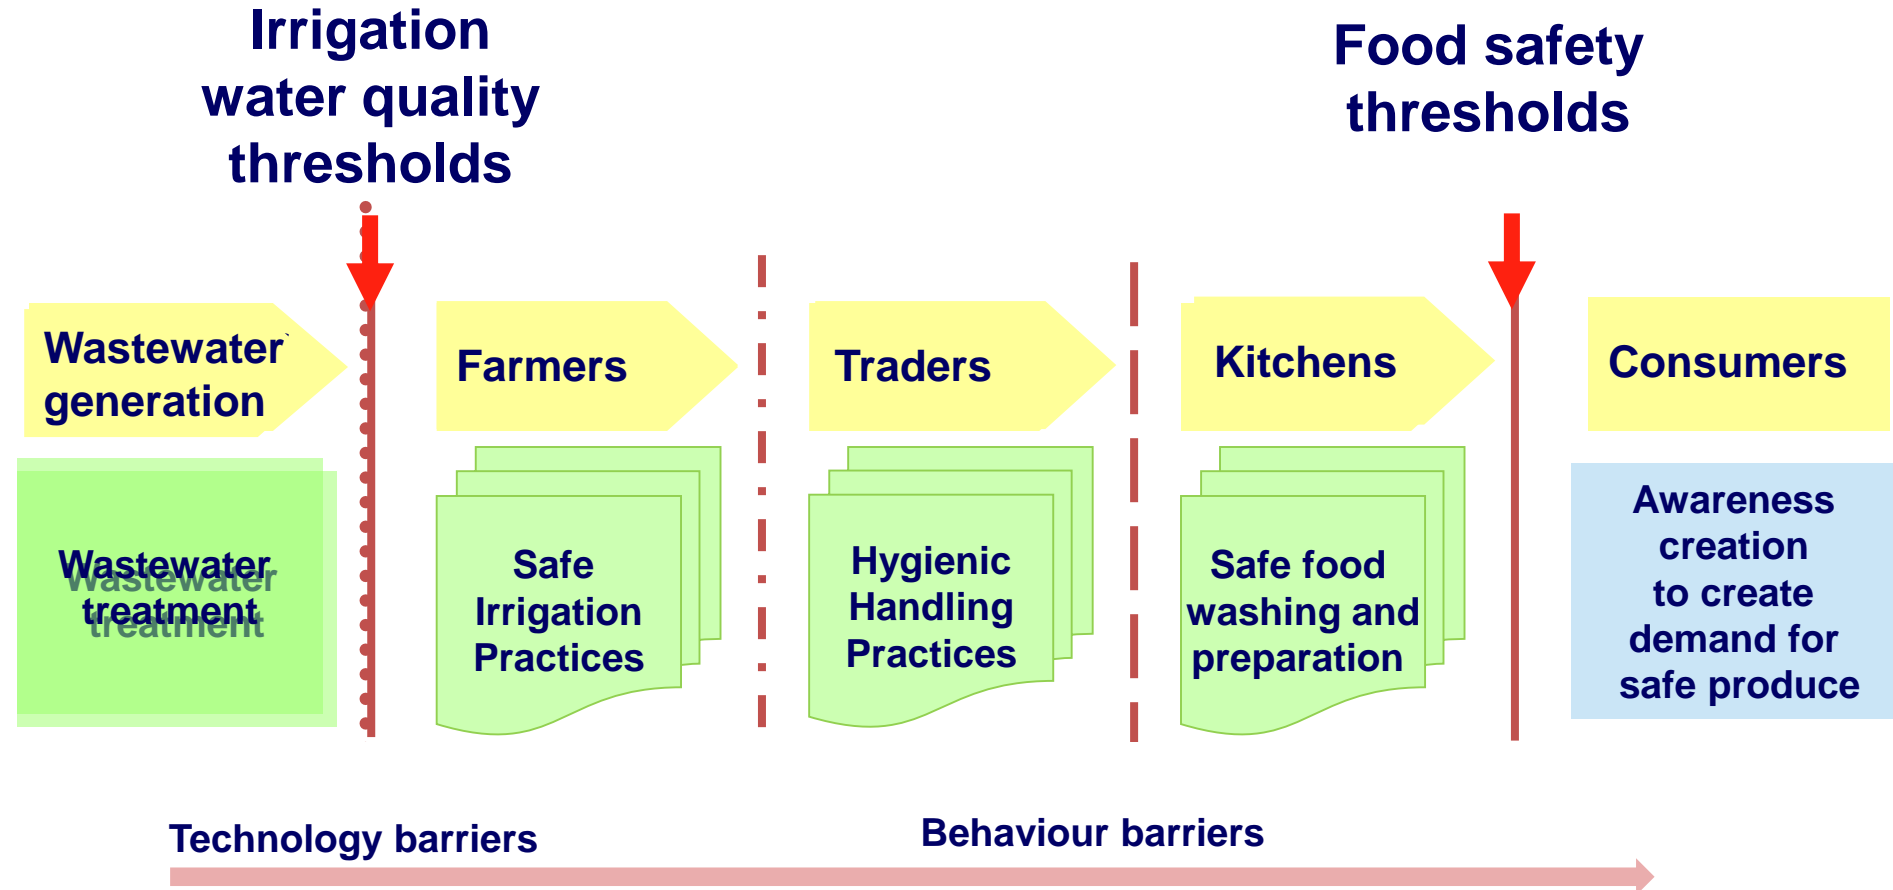 Irrigation
water quality
thresholds
Food safety
thresholds
Wastewater`
generation
Farmers
Traders
Kitchens
Consumers
Wastewater
treatment
Wastewater
treatment
Safe
Irrigation
Practices
Hygienic
Handling
Practices
Safe food
washing and
preparation
Awareness
creation
to create
demand for
safe produce
Technology barriers
Behaviour barriers